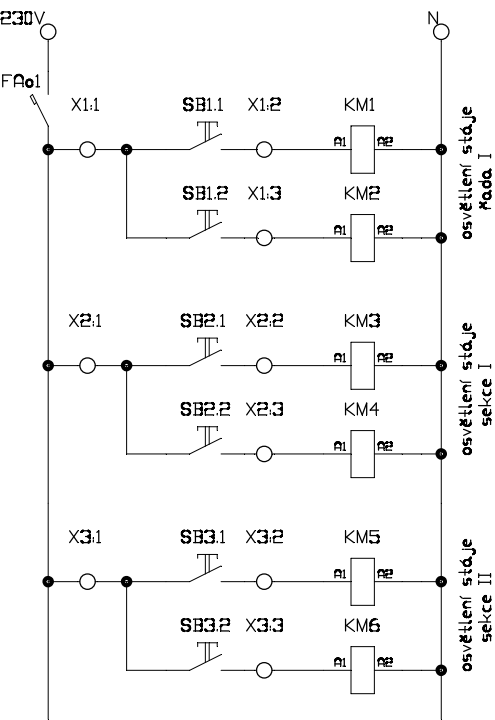 230V N
FAo1
X1:1 SB1.1 X1:2 KM1
A1 A2
SB1.2 X1:3 KM2
A1 A2
osvětlení stáje
řada I
X2:1 SB2.1 X2:2 KM3
A1 A2
SB2.2 X2:3 KM4
A1 A2
osvětlení stáje
sekce I
X3:1 SB3.1 X3:2 KM5
A1 A2
SB3.2 X3:3 KM6
A1 A2
osvětlení stáje
sekce II